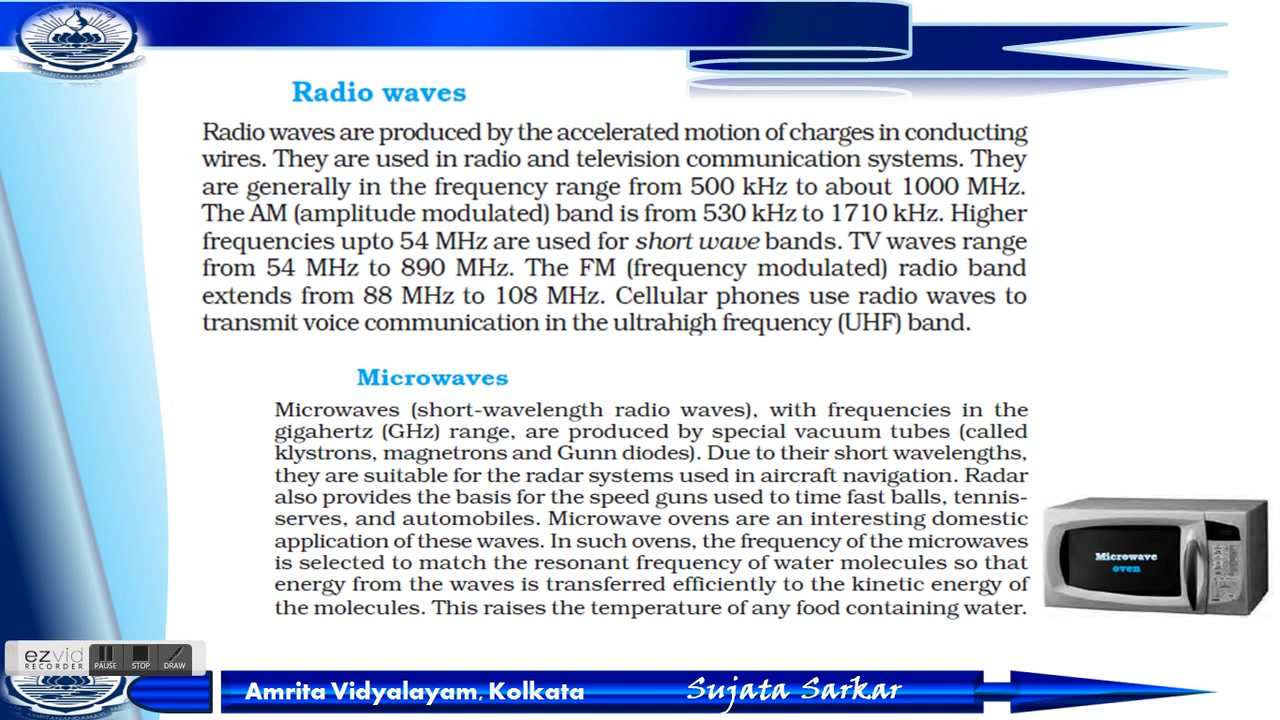 Radio waves
Radio waves are produced by the accelerated motion of charges in conducting
wires. They are used in radio and television communication systems. They
are generally in the frequency range from 500 kHz to about 1000 MHz.
The AM (amplitude modulated) band is from 530 kHz to 1710 kHz. Higher
frequencies upto 54 MHz are used for short wave bands. TV waves range
from 54 MHz to 890 MHz. The FM (frequency modulated) radio band
extends from 88 MHz to 108 MHz. Cellular phones use radio waves to
transmit voice communication in the ultrahigh frequency (UHF) band.
Microwaves
Microwaves (short-wavelength radio waves), with frequencies in the
gigahertz (GHz) range, are produced by special vacuum tubes (called
klystrons, magnetrons and Gunn diodes). Due to their short wavelengths,
they are suitable for the radar systems used in aircraft navigation. Radar
also provides the basis for the speed guns used to time fast balls, tennis-
serves, and automobiles. Microwave ovens are an interesting domestic
application of these waves. In such ovens, the frequency of the microwaves
is selected to match the resonant frequency of water molecules so that
energy from the waves is transferred efficiently to the kinetic energy of
the molecules. This raises the temperature of any food containing water.
Microwave
oven
ezvid
RECORDER
PAUSE
STOP
DRAW
Amrita Vidyalayam, Kolkata
Sujata Sarkar